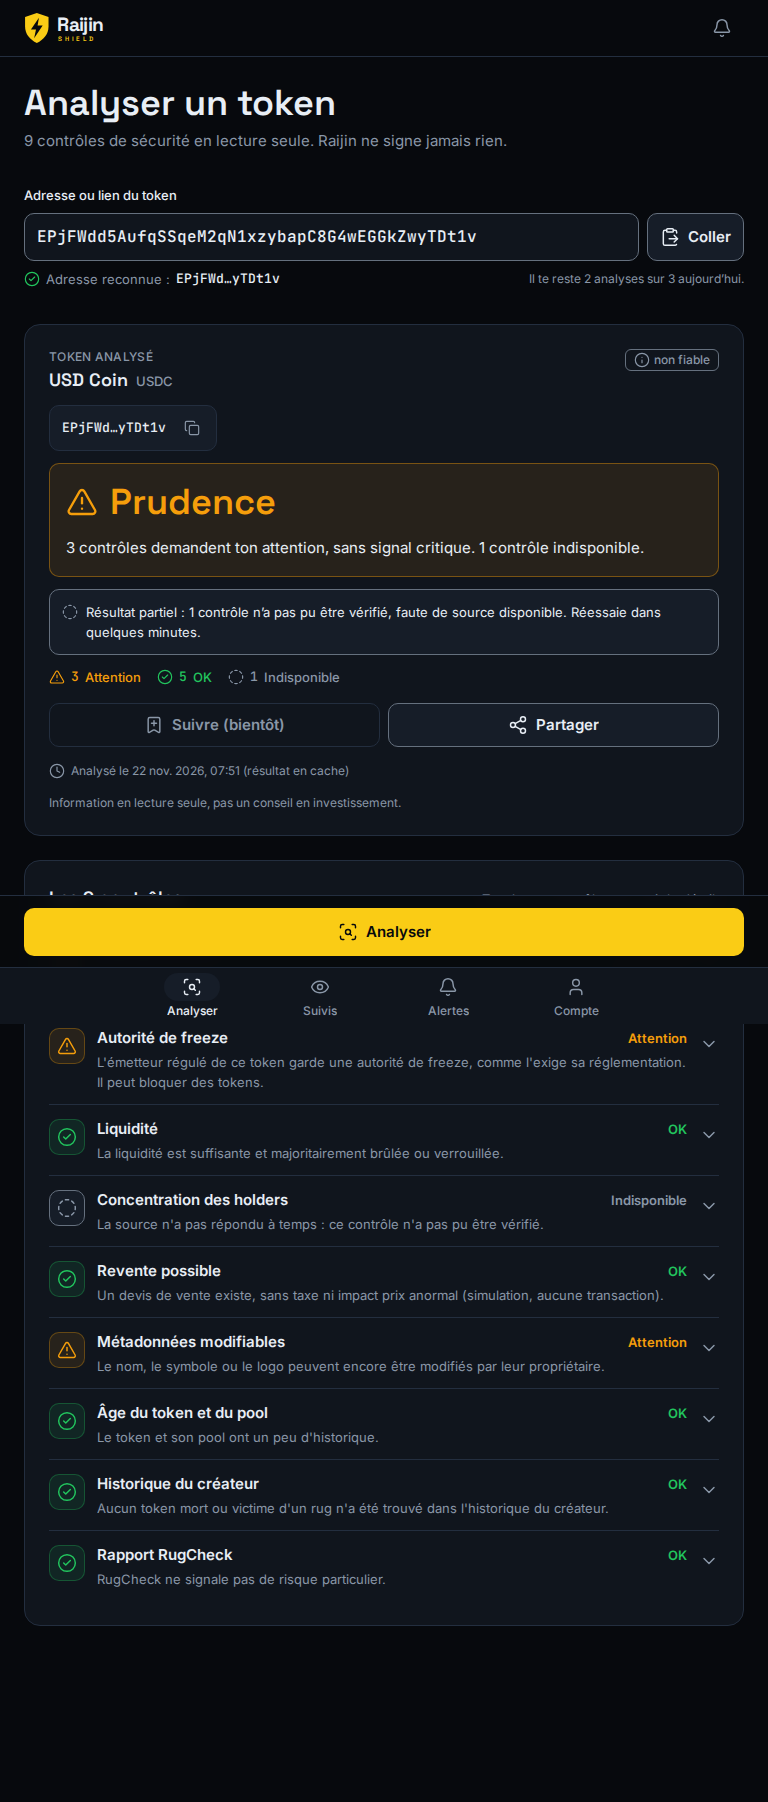 Raijin
SHIELD
Analyser un token
9 contrôles de sécurité en lecture seule. Raijin ne signe jamais rien.
Adresse ou lien du token
EPjFWdd5AufqSSqeM2qN1xzybapC8G4wEGGkZwyTDt1v
Coller
Adresse reconnue : EPjFWd…yTDt1v
Il te reste 2 analyses sur 3 aujourd'hui.
TOKEN ANALYSÉ
non fiable
USD Coin USDC
EPjFWd…yTDt1v
Prudence
3 contrôles demandent ton attention, sans signal critique. 1 contrôle indisponible.
Résultat partiel : 1 contrôle n'a pas pu être vérifié, faute de source disponible. Réessaie dans
quelques minutes.
3 Attention 5 OK 1 Indisponible
Suivre (bientôt)
Partager
Analysé le 22 nov. 2026, 07:51 (résultat en cache)
Information en lecture seule, pas un conseil en investissement.
Analyser
Analyser
Suivis
Alertes
Compte
Autorité de freeze
Attention
L'émetteur régulé de ce token garde une autorité de freeze, comme l'exige sa réglementation.
Il peut bloquer des tokens.
Liquidité
OK
La liquidité est suffisante et majoritairement brûlée ou verrouillée.
Concentration des holders
Indisponible
La source n'a pas répondu à temps : ce contrôle n'a pas pu être vérifié.
Revente possible
OK
Un devis de vente existe, sans taxe ni impact prix anormal (simulation, aucune transaction).
Métadonnées modifiables
Attention
Le nom, le symbole ou le logo peuvent encore être modifiés par leur propriétaire.
Âge du token et du pool
OK
Le token et son pool ont un peu d'historique.
Historique du créateur
OK
Aucun token mort ou victime d'un rug n'a été trouvé dans l'historique du créateur.
Rapport RugCheck
OK
RugCheck ne signale pas de risque particulier.